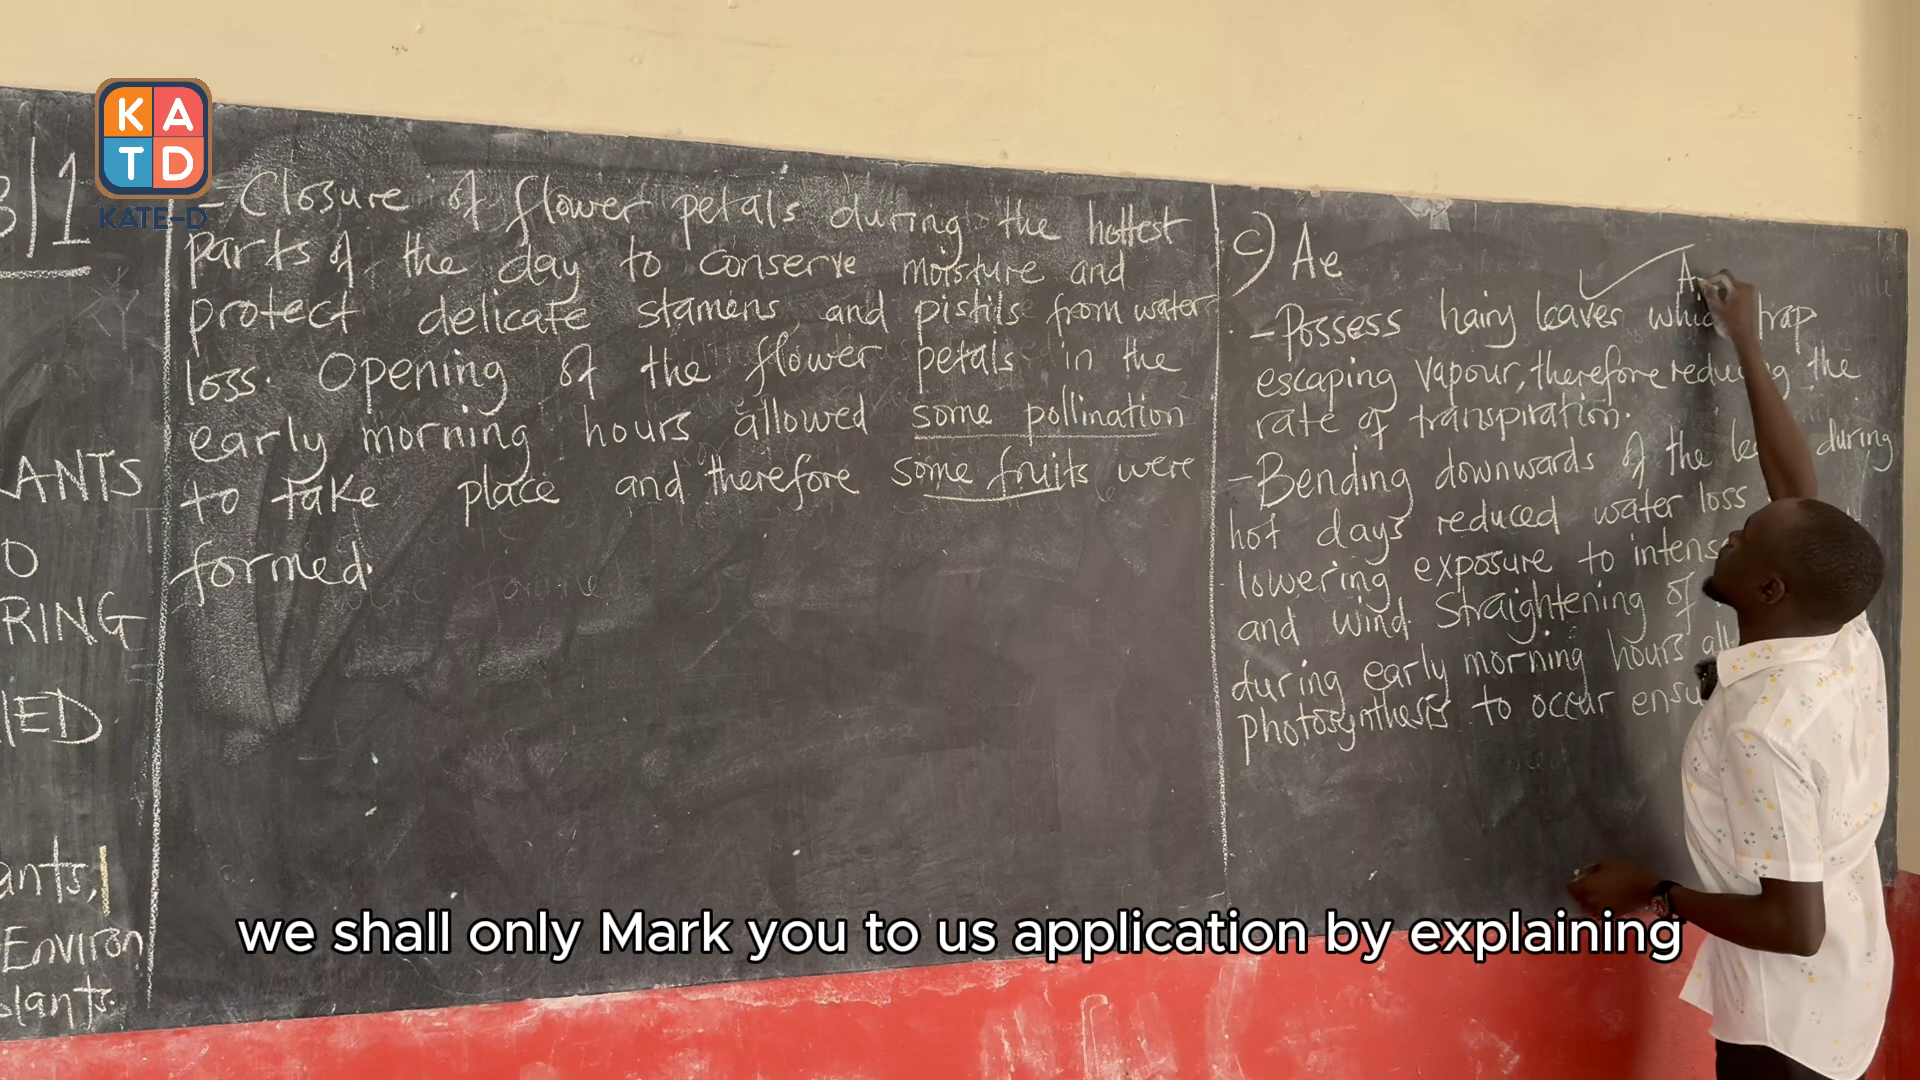 KA
TD
KATE-D
3/1
ANTS
O
RING
IED
ants,
Environ
plants.
- Closure of flower petals during the hottest
parts of the day to conserve moisture and
protect delicate stamens and pistils from water
loss. Opening of the flower petals in the
early morning hours allowed some pollination
to take place and therefore some fruits were
formed.
c) Ae
- Possess hairy leaves which trap
escaping vapour, therefore reducing the
rate of transpiration.
- Bending downwards of the during
hot days reduced water loss
lowering exposure to
and wind. Straightening of
during early morning hours
photosynthesis to occur
we shall only Mark you to us application by explaining